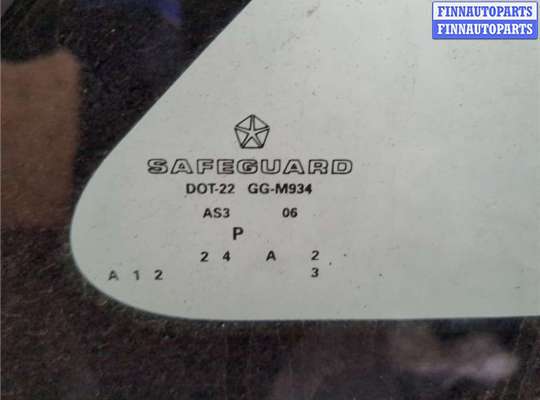 FINNAUTOPARTS
FINNAUTOPARTS
SAFEGUARD
DOT-22 GG-M934
AS3 06
P
2 4 A 2
A 1 2 3